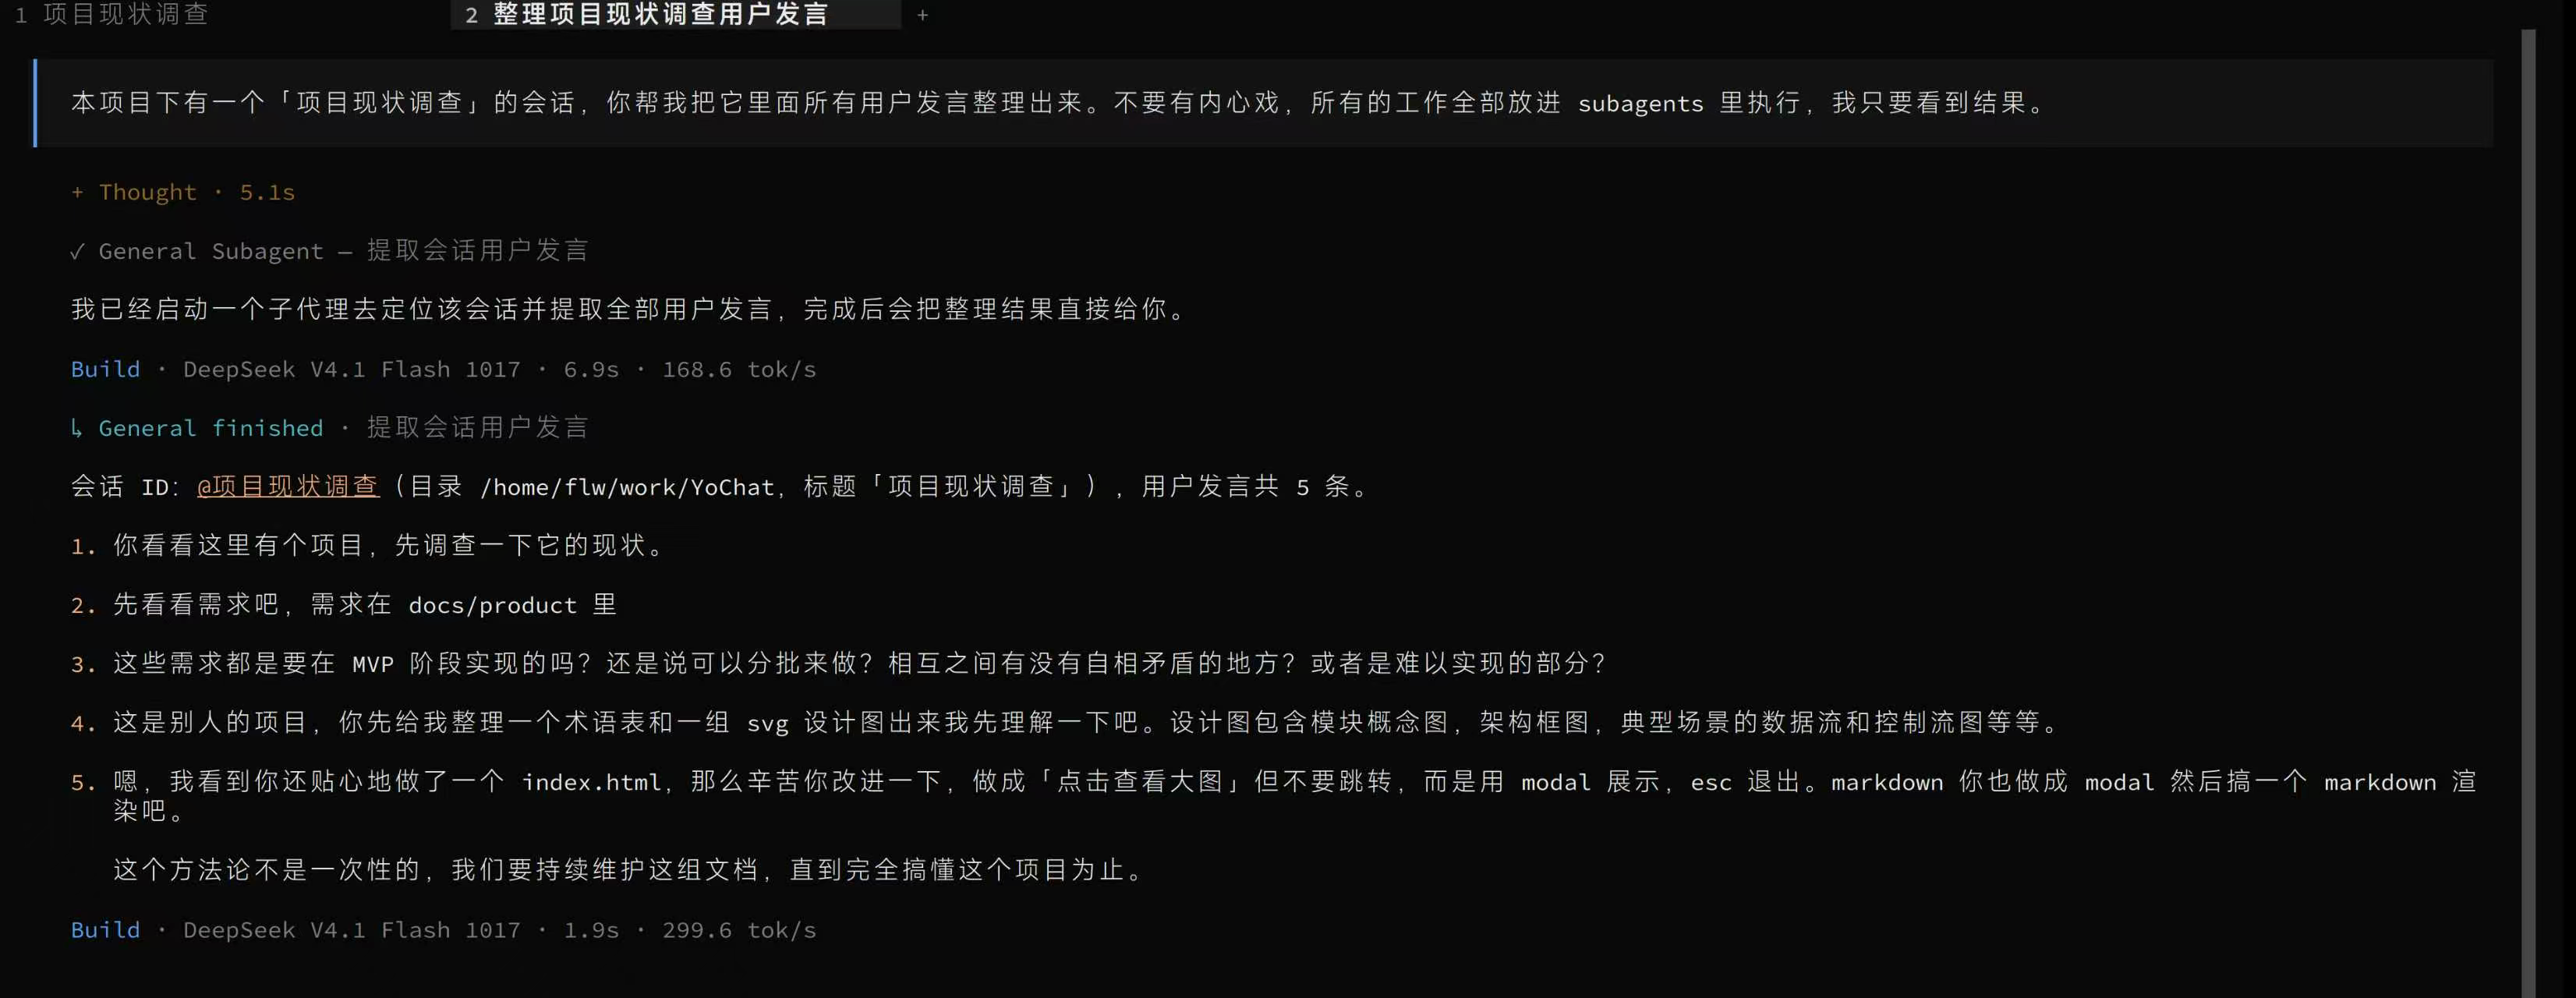 1 项目现状调查
2 整理项目现状调查用户发言 +
本项目下有一个「项目现状调查」的会话，你帮我把它里面所有用户发言整理出来。不要有内心戏，所有的工作全部放进 subagents 里执行，我只要看到结果。
+ Thought · 5.1s
✓ General Subagent — 提取会话用户发言
我已经启动一个子代理去定位该会话并提取全部用户发言，完成后会把整理结果直接给你。
Build · DeepSeek V4.1 Flash 1017 · 6.9s · 168.6 tok/s
↳ General finished · 提取会话用户发言
会话 ID: @项目现状调查（目录 /home/flw/work/YoChat，标题「项目现状调查」），用户发言共 5 条。
1. 你看看这里有个项目，先调查一下它的现状。
2. 先看看需求吧，需求在 docs/product 里
3. 这些需求都是要在 MVP 阶段实现的吗？还是说可以分批来做？相互之间有没有自相矛盾的地方？或者是难以实现的部分？
4. 这是别人的项目，你先给我整理一个术语表和一组 svg 设计图出来我先理解一下吧。设计图包含模块概念图，架构框图，典型场景的数据流和控制流图等等。
5. 嗯，我看到你还贴心地做了一个 index.html，那么辛苦你改进一下，做成「点击查看大图」但不要跳转，而是用 modal 展示，esc 退出。markdown 你也做成 modal 然后搞一个 markdown 渲
染吧。
这个方法论不是一次性的，我们要持续维护这组文档，直到完全搞懂这个项目为止。
Build · DeepSeek V4.1 Flash 1017 · 1.9s · 299.6 tok/s